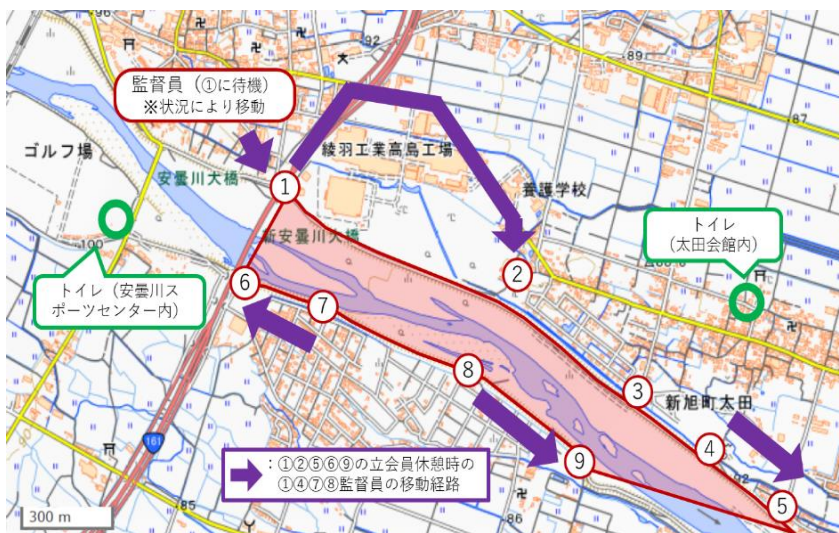 92
監督員（①に待機）
※状況により移動
ゴルフ場
安曇川大橋
綾羽工業高島工場
87
養護学校
①
新安曇川大橋
②
トイレ
（太田会館内）
100
トイレ（安曇川ス
ポーツセンター内）
⑥
⑦
⑧
③
新旭町太田
④
161
：①②⑤⑥⑨の立会員休憩時の
①④⑦⑧監督員の移動経路
⑨
92
⑤
300 m
85
86